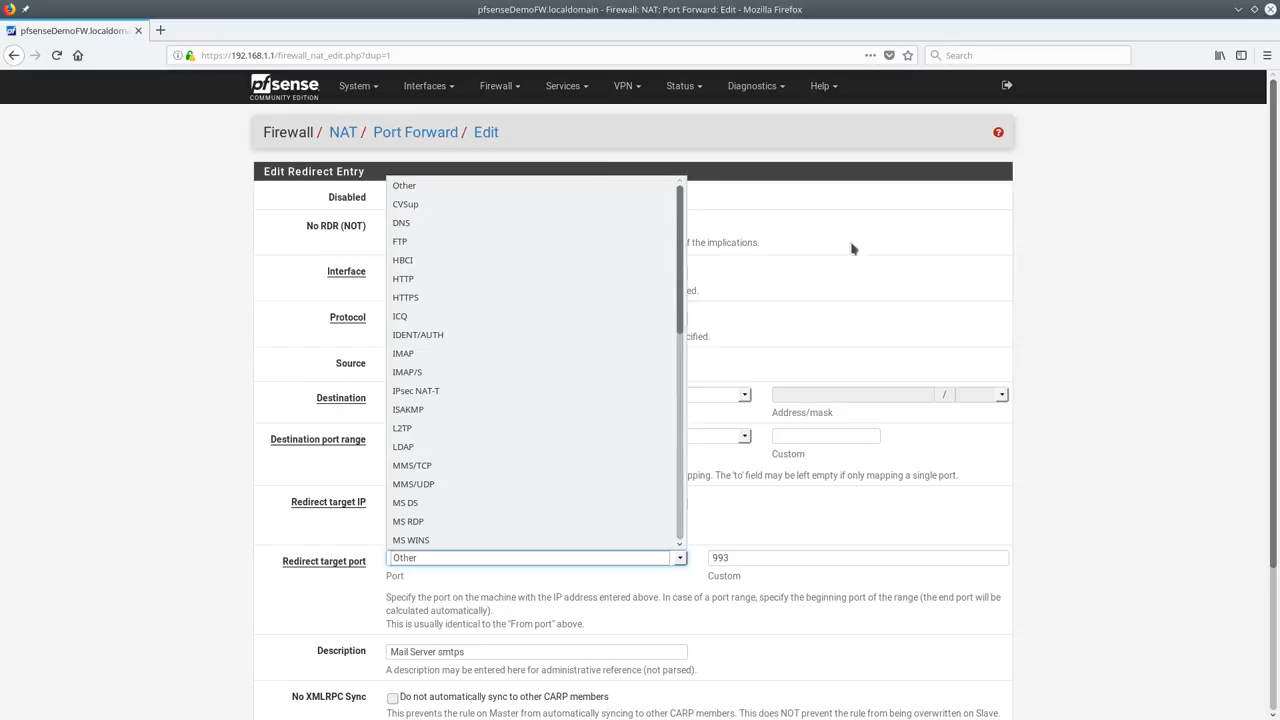 pfsenseDemoFW.localdomain - Firewall: NAT: Port Forward: Edit - Mozilla Firefox
pfsenseDemoFW.localdoma
https://192.168.1.1/firewall_nat_edit.php?dup=1
Search
pfsense
COMMUNITY EDITION
System
Interfaces
Firewall
Services
VPN
Status
Diagnostics
Help
Firewall / NAT / Port Forward / Edit
Edit Redirect Entry
Disabled
No RDR (NOT)
f the implications.
Interface
ed.
Protocol
cified.
Source
Destination
/
Address/mask
Destination port range
Custom
pping. The 'to' field may be left empty if only mapping a single port.
Redirect target IP
Other
CVSup
DNS
FTP
HBCI
HTTP
HTTPS
ICQ
IDENT/AUTH
IMAP
IMAP/S
IPsec NAT-T
ISAKMP
L2TP
LDAP
MMS/TCP
MMS/UDP
MS DS
MS RDP
MS WINS
Redirect target port
Other
993
Port
Custom
Specify the port on the machine with the IP address entered above. In case of a port range, specify the beginning port of the range (the end port will be
calculated automatically).
This is usually identical to the "From port" above.
Description
Mail Server smtps
A description may be entered here for administrative reference (not parsed).
No XMLRPC Sync
Do not automatically sync to other CARP members
This prevents the rule on Master from automatically syncing to other CARP members. This does NOT prevent the rule from being overwritten on Slave.